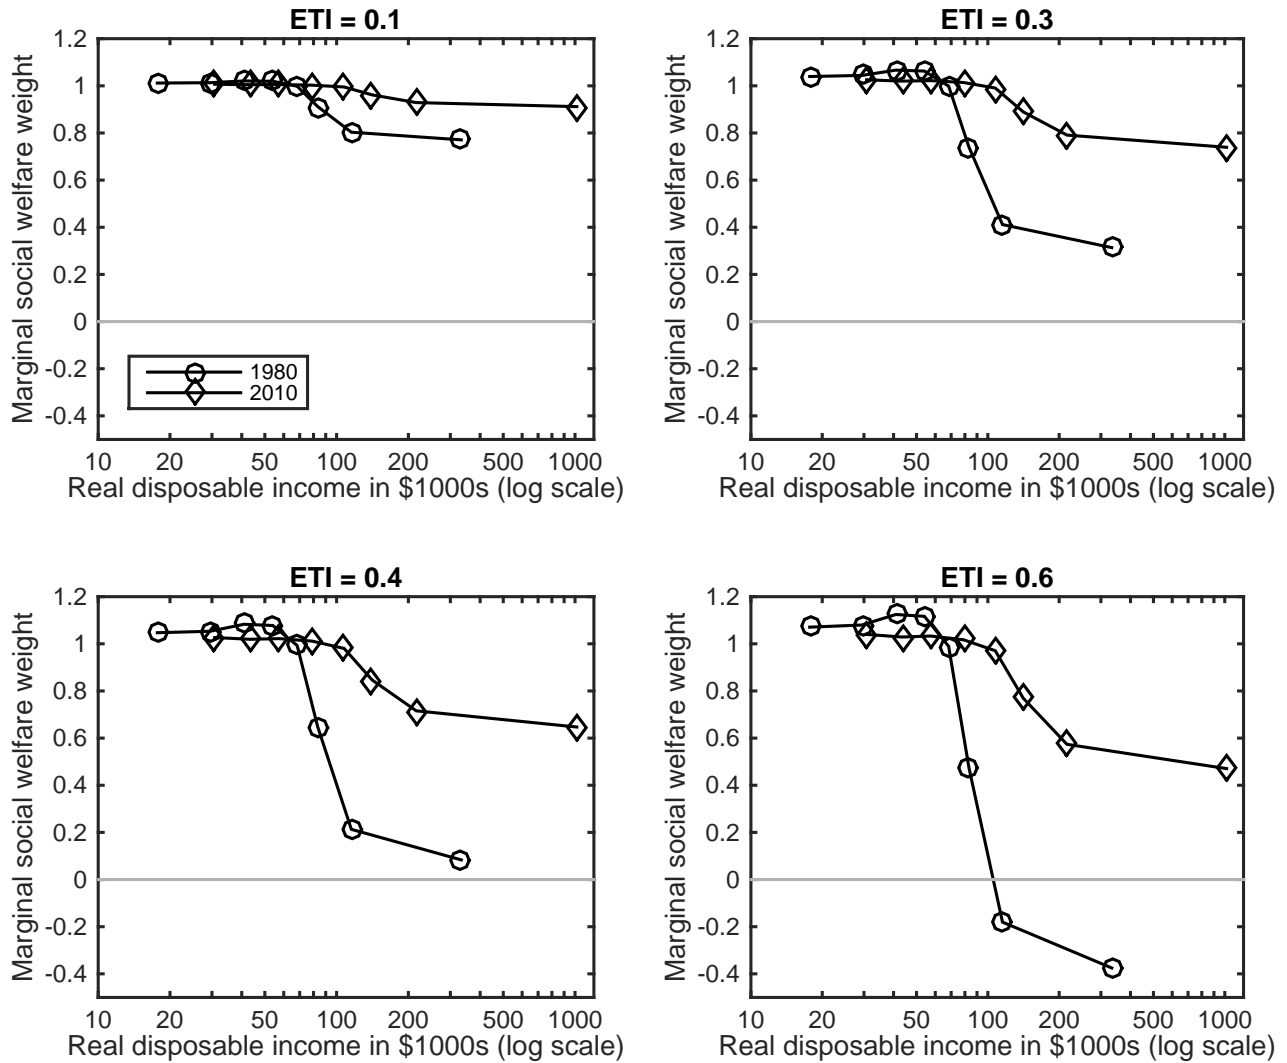 ETI = 0.1
Marginal social welfare weight
1.2
1
0.8
0.6
0.4
0.2
0
-0.2
-0.4
1980
2010
10 20 50 100 200 500 1000
Real disposable income in $1000s (log scale)
ETI = 0.3
Marginal social welfare weight
1.2
1
0.8
0.6
0.4
0.2
0
-0.2
-0.4
10 20 50 100 200 500 1000
Real disposable income in $1000s (log scale)
ETI = 0.4
Marginal social welfare weight
1.2
1
0.8
0.6
0.4
0.2
0
-0.2
-0.4
10 20 50 100 200 500 1000
Real disposable income in $1000s (log scale)
ETI = 0.6
Marginal social welfare weight
1.2
1
0.8
0.6
0.4
0.2
0
-0.2
-0.4
10 20 50 100 200 500 1000
Real disposable income in $1000s (log scale)